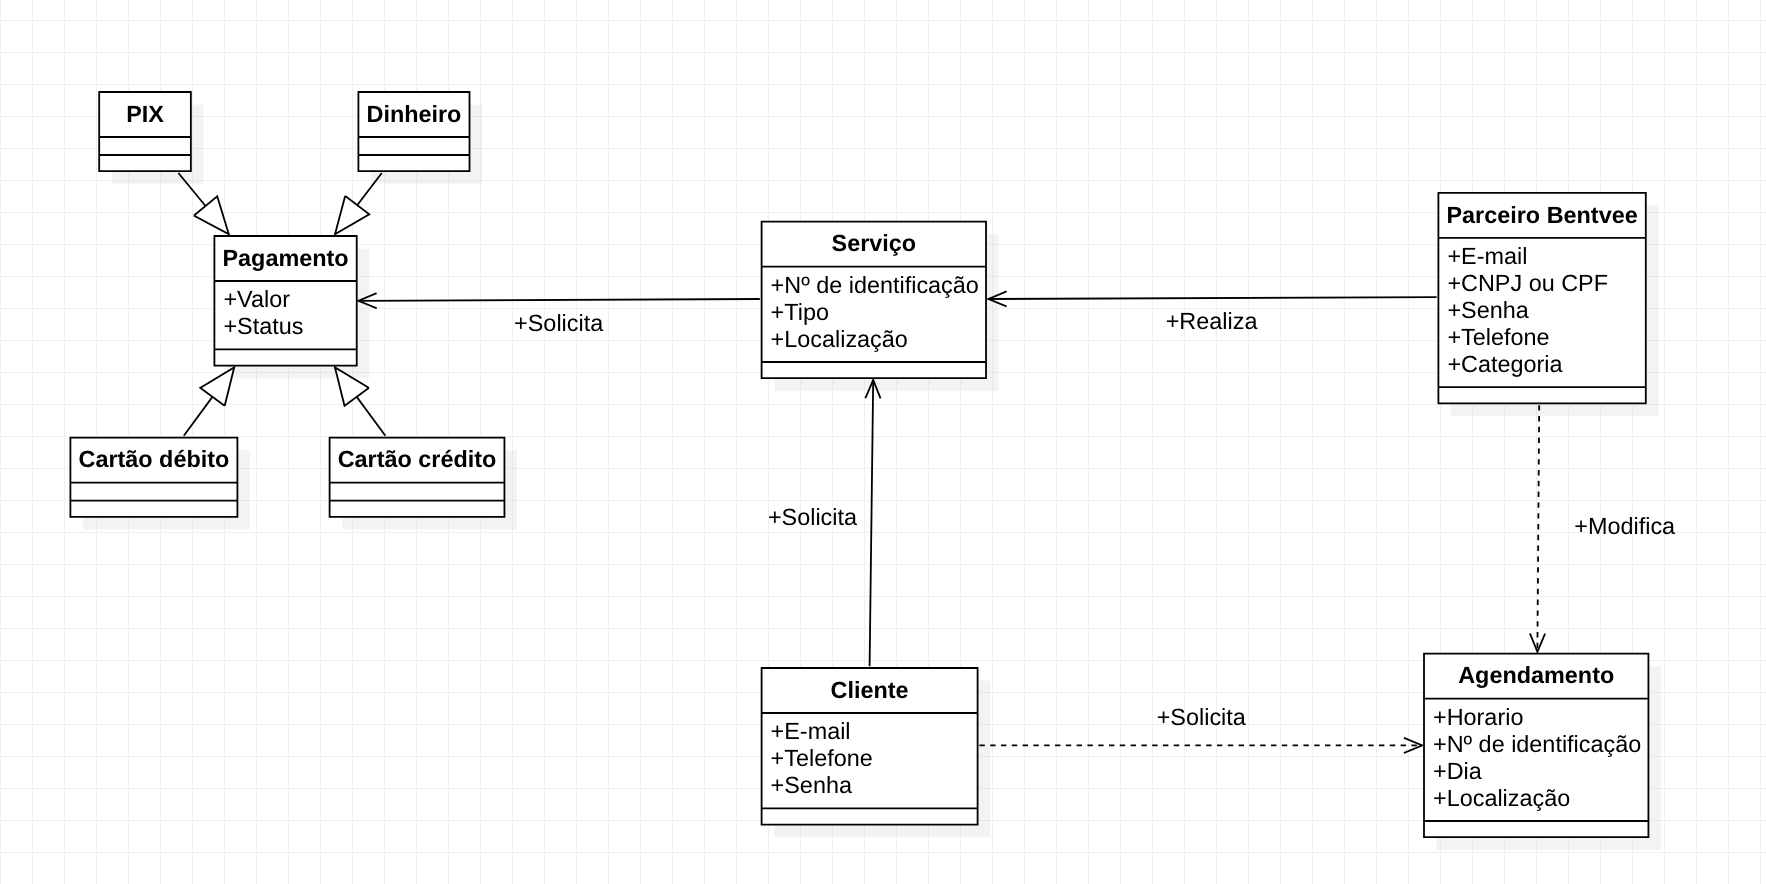 PIX
Dinheiro
Pagamento
+Valor
+Status
Cartão débito
Cartão crédito
+Solicita
Serviço
+Nº de identificação
+Tipo
+Localização
+Realiza
Parceiro Bentvee
+E-mail
+CNPJ ou CPF
+Senha
+Telefone
+Categoria
+Solicita
+Modifica
Cliente
+E-mail
+Telefone
+Senha
+Solicita
Agendamento
+Horario
+Nº de identificação
+Dia
+Localização